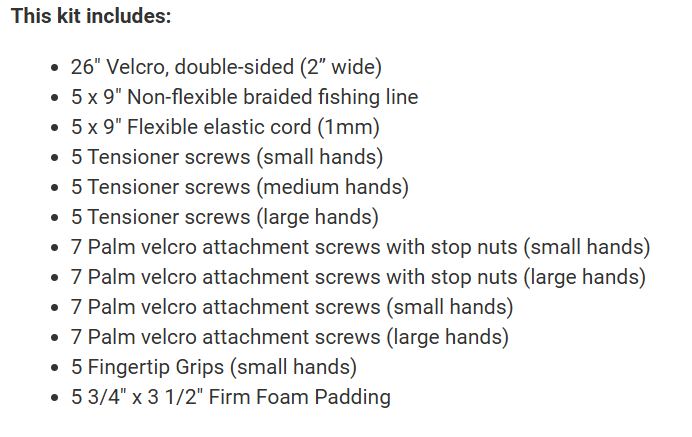 This kit includes:
26" Velcro, double-sided (2” wide)
5 x 9" Non-flexible braided fishing line
5 x 9" Flexible elastic cord (1mm)
5 Tensioner screws (small hands)
5 Tensioner screws (medium hands)
5 Tensioner screws (large hands)
7 Palm velcro attachment screws with stop nuts (small hands)
7 Palm velcro attachment screws with stop nuts (large hands)
7 Palm velcro attachment screws (small hands)
7 Palm velcro attachment screws (large hands)
5 Fingertip Grips (small hands)
5 3/4" x 3 1/2" Firm Foam Padding